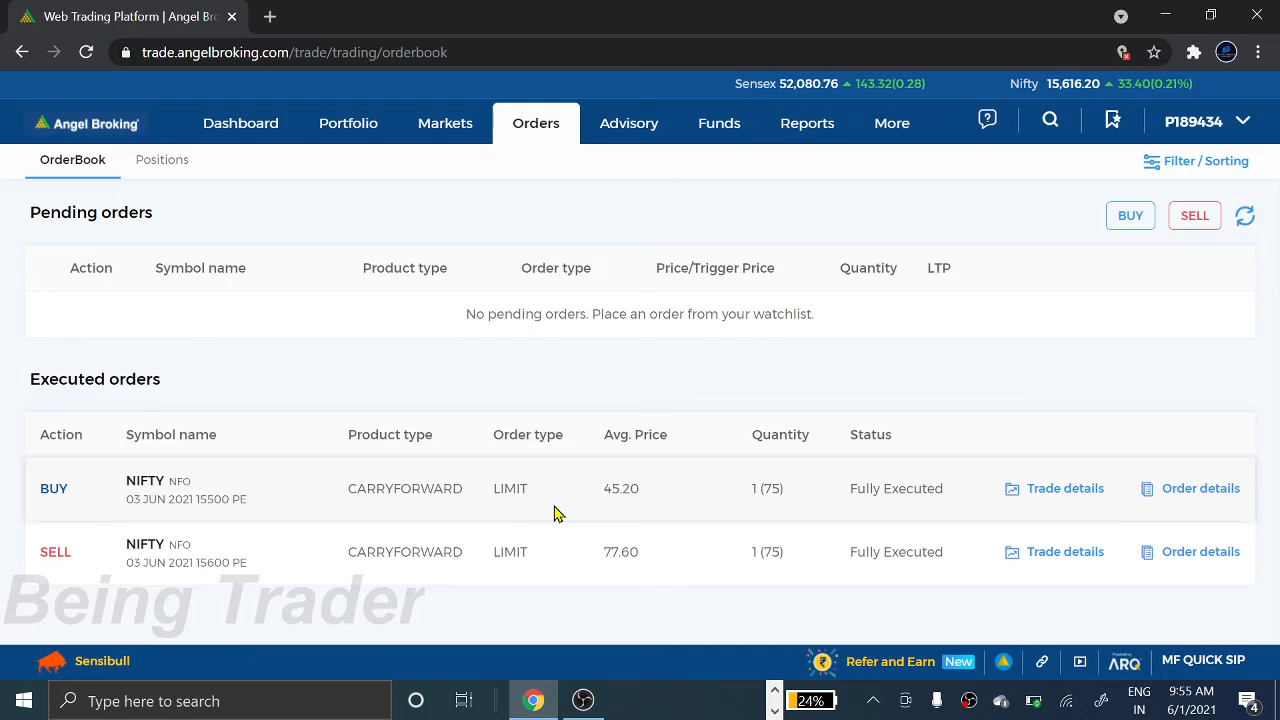 Web Trading Platform | Angel Bro
trade.angelbroking.com/trade/trading/orderbook
Sensex 52,080.76 143.32(0.28) Nifty 15,616.20 33.40(0.21%)
Angel Broking Dashboard Portfolio Markets Orders Advisory Funds Reports More P189434
OrderBook Positions Filter / Sorting
Pending orders BUY SELL
Action Symbol name Product type Order type Price/Trigger Price Quantity LTP
No pending orders. Place an order from your watchlist.
Executed orders
Action Symbol name Product type Order type Avg. Price Quantity Status
BUY NIFTY NFO CARRYFORWARD LIMIT 45.20 1 (75) Fully Executed Trade details Order details
03 JUN 2021 15500 PE
SELL NIFTY NFO CARRYFORWARD LIMIT 77.60 1 (75) Fully Executed Trade details Order details
03 JUN 2021 15600 PE
Being Trader
Sensibull Refer and Earn New Powered by ARQ MF QUICK SIP
Type here to search 24% ENG 9:55 AM
IN 6/1/2021 4